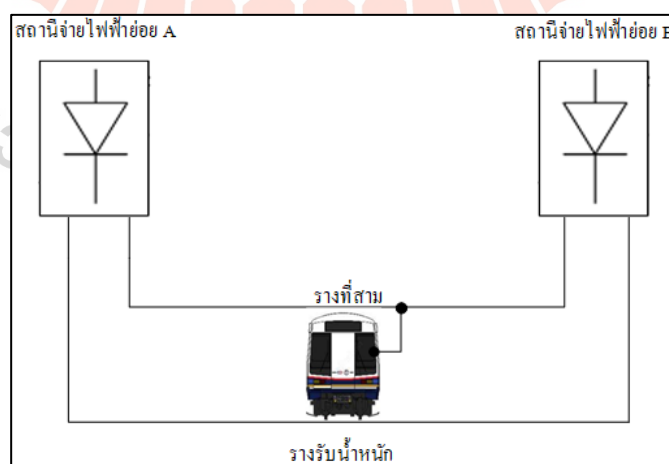 สถานีจ่ายไฟฟ้าย่อย A
สถานีจ่ายไฟฟ้าย่อย B
รางที่สาม
รางรับน้ำหนัก